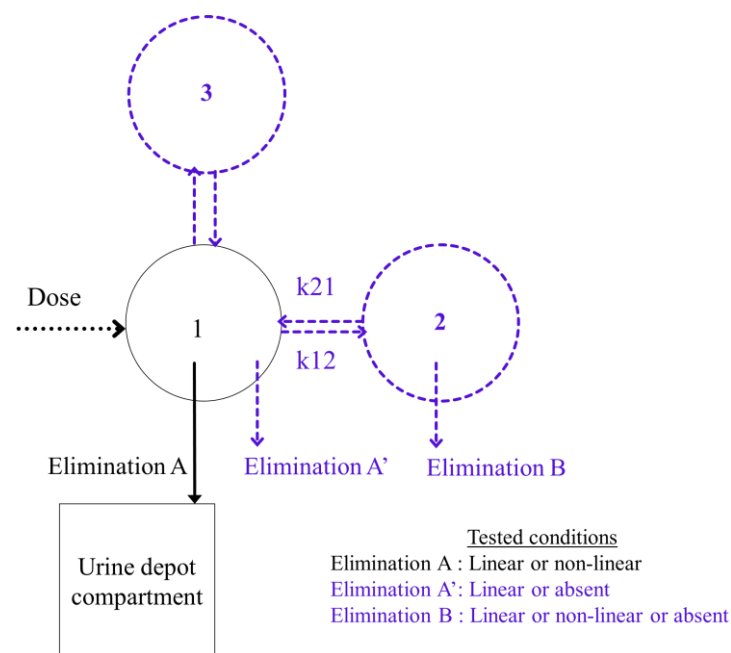 3
k21
Dose
1
2
k12
Elimination A
Elimination A’
Elimination B
Urine depot
compartment
Tested conditions
Elimination A : Linear or non-linear
Elimination A’: Linear or absent
Elimination B : Linear or non-linear or absent